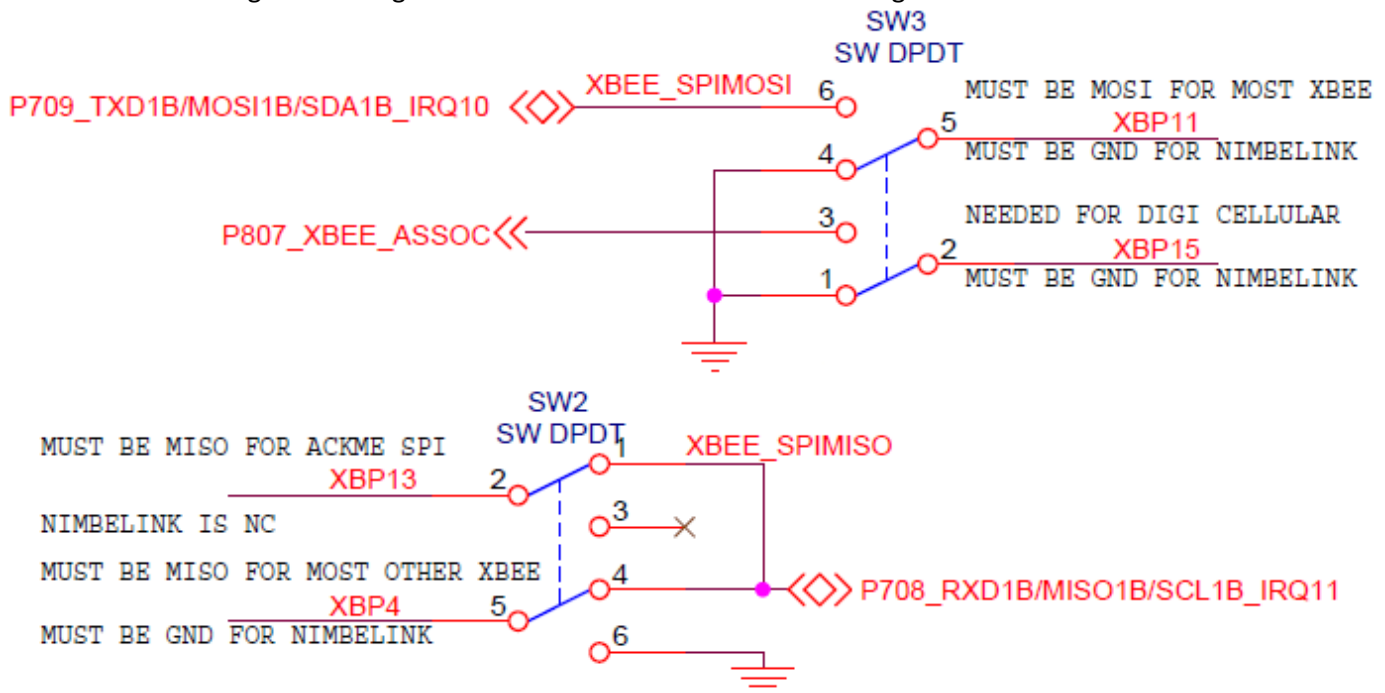 SW3
SW DPDT
XBEE_SPIMOSI
6
MUST BE MOSI FOR MOST XBEE
P709_TXD1B/MOSI1B/SDA1B_IRQ10
5
XBP11
4
MUST BE GND FOR NIMBELINK
3
NEEDED FOR DIGI CELLULAR
P807_XBEE_ASSOC
2
XBP15
1
MUST BE GND FOR NIMBELINK
SW2
SW DPDT
1
XBEE_SPIMISO
MUST BE MISO FOR ACKME SPI
XBP13
2
NIMBELINK IS NC
3
MUST BE MISO FOR MOST OTHER XBEE
4
P708_RXD1B/MISO1B/SCL1B_IRQ11
XBP4
5
MUST BE GND FOR NIMBELINK
6